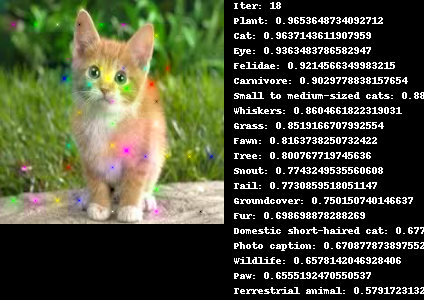 Iter: 18
Plant: 0.9653648734092712
Cat: 0.9637143611907959
Eye: 0.9363483786582947
Felidae: 0.9214566349983215
Carnivore: 0.9029778838157654
Small to medium-sized cats: 0.88
Whiskers: 0.8604661822319031
Grass: 0.8519166707992554
Fawn: 0.8163738250732422
Tree: 0.800767719745636
Snout: 0.7743249535560608
Tail: 0.7730859518051147
Groundcover: 0.750150740146637
Fur: 0.698698878288269
Domestic short-haired cat: 0.677
Photo caption: 0.670877873897552
Wildlife: 0.6578142046928406
Paw: 0.6555192470550537
Terrestrial animal: 0.5791723132